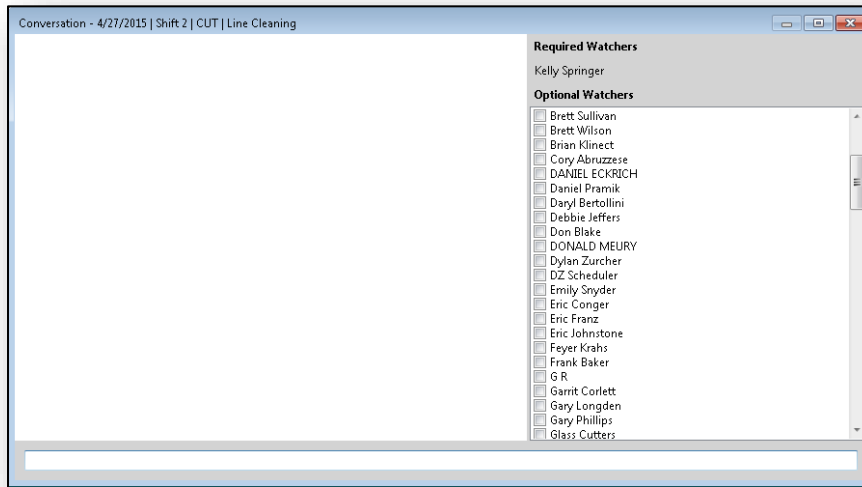 Conversation - 4/27/2015 | Shift 2 | CUT | Line Cleaning
Required Watchers
Kelly Springer
Optional Watchers
Brett Sullivan
Brett Wilson
Brian Klinect
Cory Abruzzese
DANIEL ECKRICH
Daniel Pramik
Daryl Bertollini
Debbie Jeffers
Don Blake
DONALD MEURY
Dylan Zurcher
DZ Scheduler
Emily Snyder
Eric Conger
Eric Franz
Eric Johnstone
Feyer Krahs
Frank Baker
G R
Garrit Corlett
Gary Longden
Gary Phillips
Glass Cutters